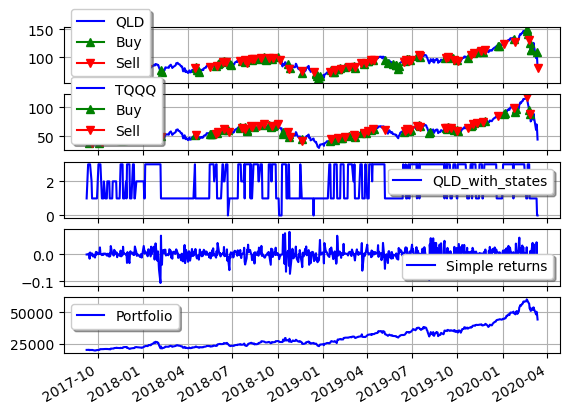 QLD
Buy
Sell
150
100
TQQQ
Buy
Sell
100
50
QLD_with_states
2
0
Simple returns
0.0
−0.1
Portfolio
50000
25000
2017-10 2018-01 2018-04 2018-07 2018-10 2019-01 2019-04 2019-07 2019-10 2020-01 2020-04